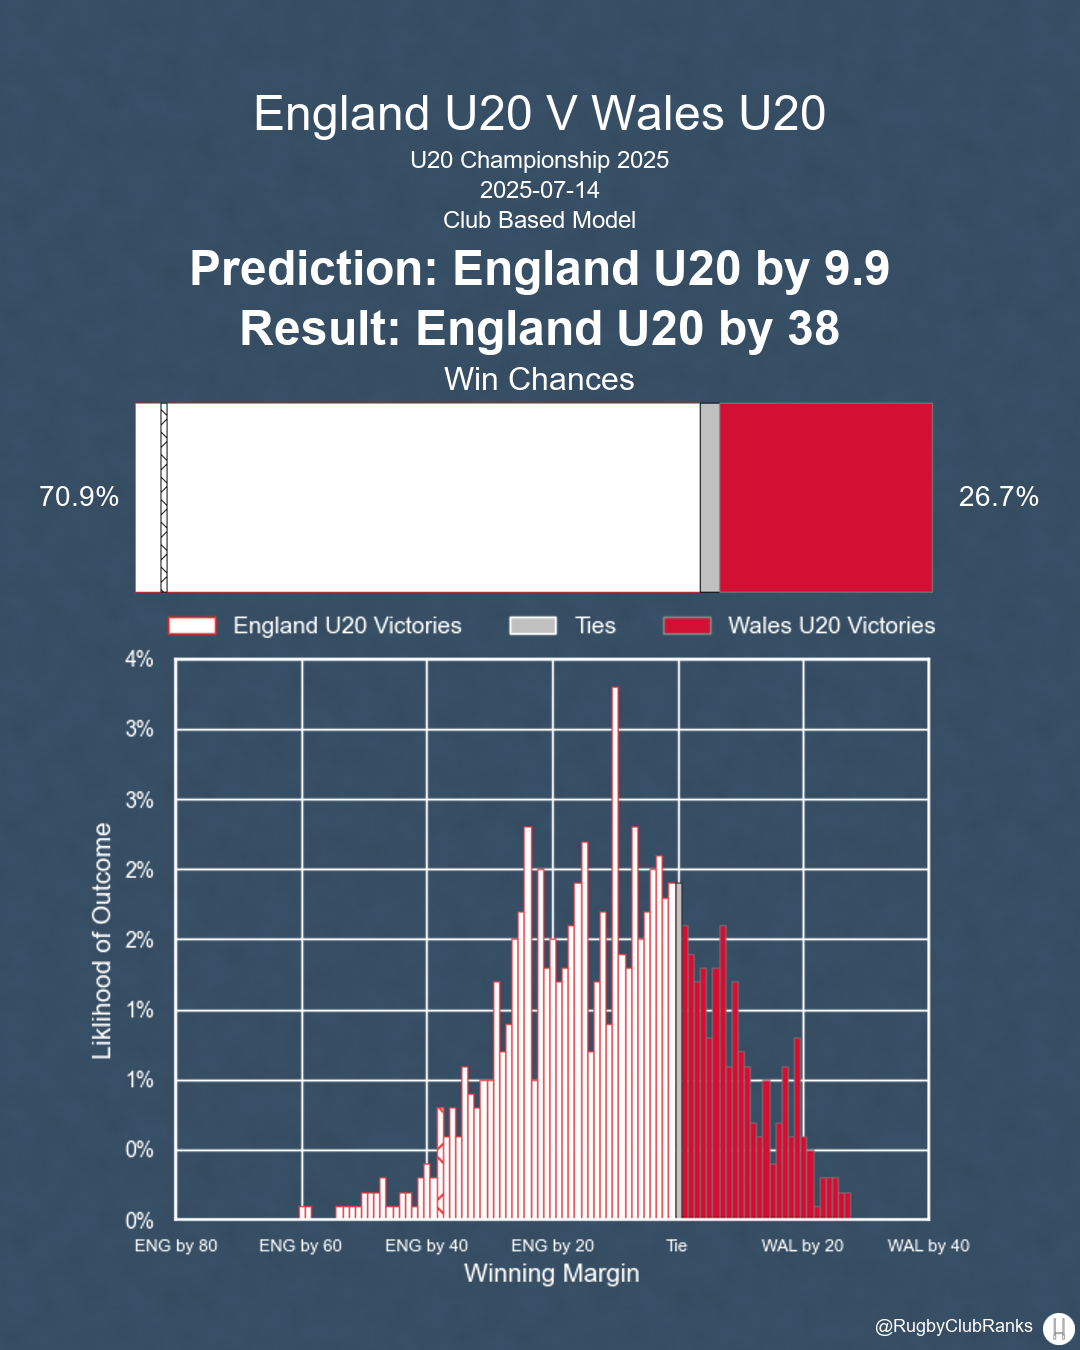 England U20 V Wales U20
U20 Championship 2025
2025-07-14
Club Based Model
Prediction: England U20 by 9.9
Result: England U20 by 38
Win Chances
70.9%
26.7%
England U20 Victories
Ties
Wales U20 Victories
4%
3%
3%
2%
2%
1%
1%
0%
0%
Liklihood of Outcome
ENG by 80
ENG by 60
ENG by 40
ENG by 20
Tie
WAL by 20
WAL by 40
Winning Margin
@RugbyClubRanks